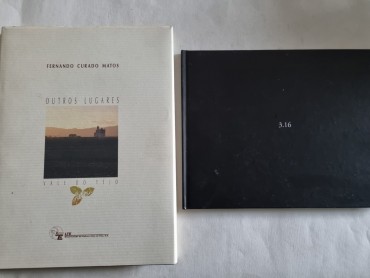 FERNANDO CURADO MATOS
OUTROS LUGARES
VALE DO TEJO
3.16